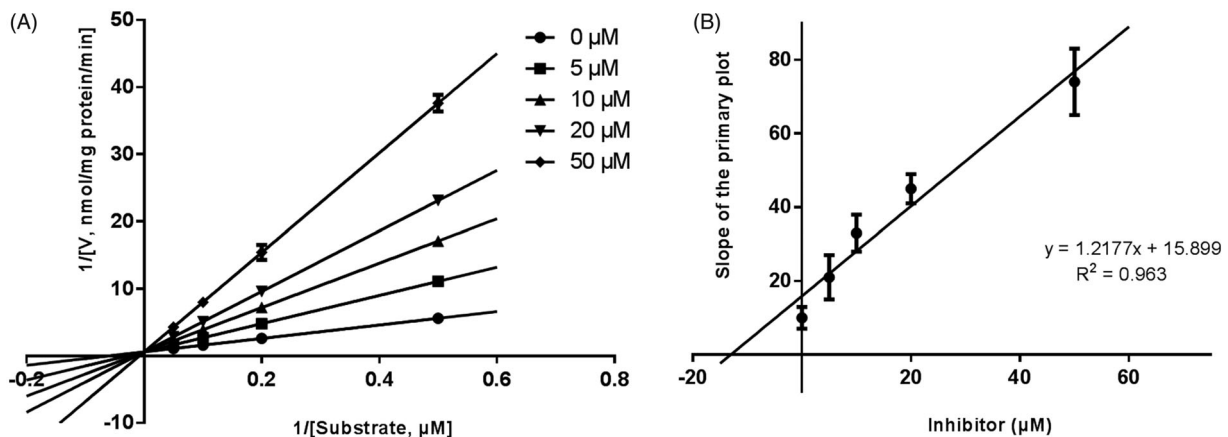 (A)
50
40
30
20
10
-10
-0.2
0.2
0.4
0.6
0.8
1/[V, nmol/mg protein/min]
1/[Substrate, µM]
0 µM
5 µM
10 µM
20 µM
50 µM
(B)
80
60
40
20
-20
20
40
60
Slope of the primary plot
Inhibitor (µM)
y = 1.2177x + 15.899
R² = 0.963